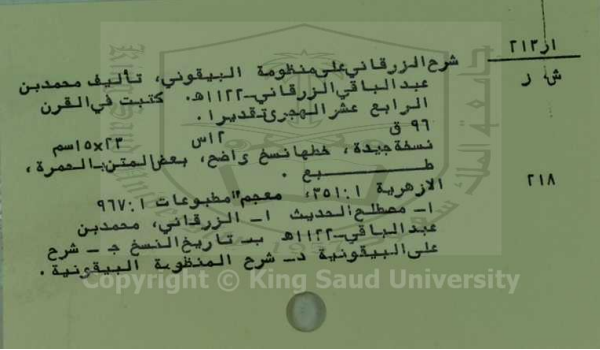 ٢١٣ر١
ش ز
شرح الزرقاني على منظومة البيقوني، تأليف محمد بن
عبد الباقي الزرقاني -١١٢٢هـ. كتبت في القرن
الرابع عشر الهجري تقديرا.
٩٦ ق ١٢س ٢٣×١٥سم
نسخة جيدة، خطها نسخ واضح، بعض المتن بالحمرة،
طبع.
٢١٨
الازهرية ٣٥١:١، معجم المطبوعات ٩٦٧:١
١- مصطلح الحديث ا- الزرقاني، محمد بن
عبد الباقي -١١٢٢هـ ب- تاريخ النسخ ج- شرح
على البيقونية د- شرح المنظومة البيقونية.
Copyright © King Saud University